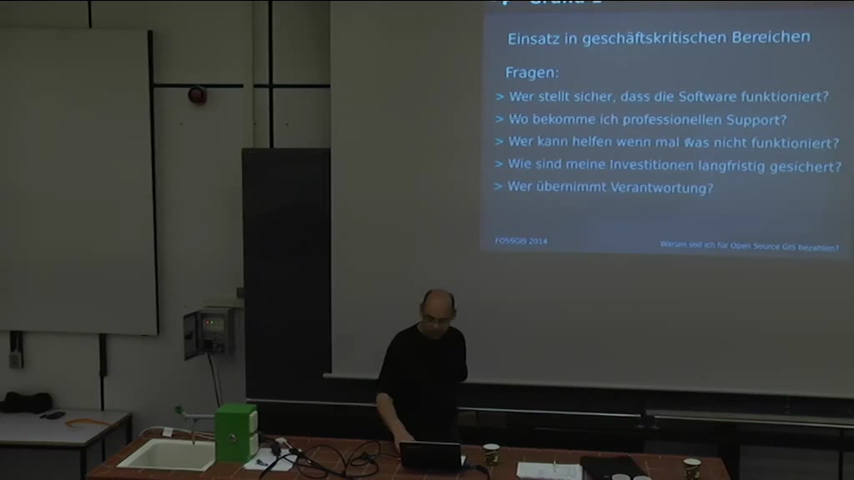 Einsatz in geschäftskritischen Bereichen
Fragen:
> Wer stellt sicher, dass die Software funktioniert?
> Wo bekomme ich professionellen Support?
> Wer kann helfen wenn mal was nicht funktioniert?
> Wie sind meine Investitionen langfristig gesichert?
> Wer übernimmt Verantwortung?
FOSSGIS 2014
Warum soll ich für Open Source GIS bezahlen?